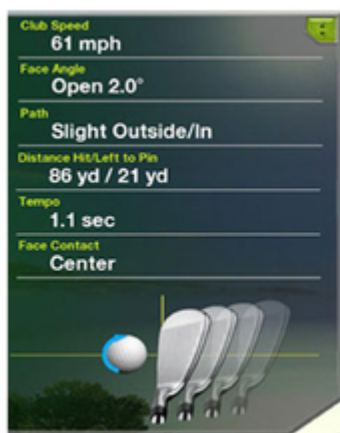 Club Speed
61 mph
Face Angle
Open 2.0°
Path
Slight Outside/In
Distance Hit/Left to Pin
86 yd / 21 yd
Tempo
1.1 sec
Face Contact
Center